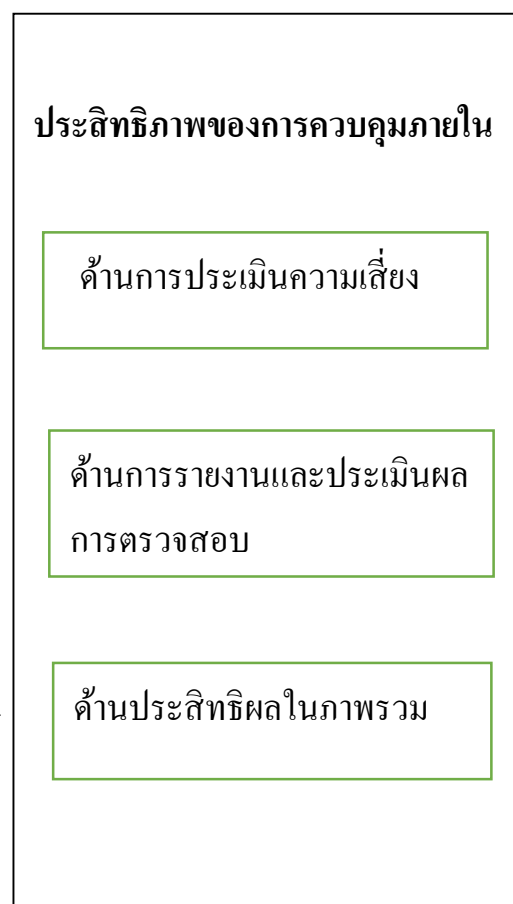 ประสิทธิภาพของการควบคุมภายใน
ด้านการประเมินความเสี่ยง
ด้านการรายงานและประเมินผล
การตรวจสอบ
ด้านประสิทธิผลในภาพรวม